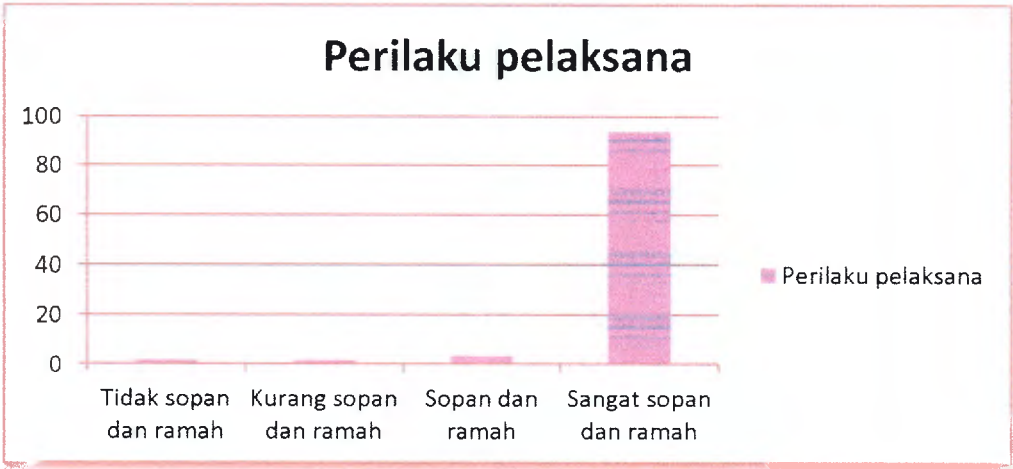 Perilaku pelaksana
100
80
60
40
20
0
Tidak sopan
dan ramah
Kurang sopan
dan ramah
Sopan dan
ramah
Sangat sopan
dan ramah
Perilaku pelaksana